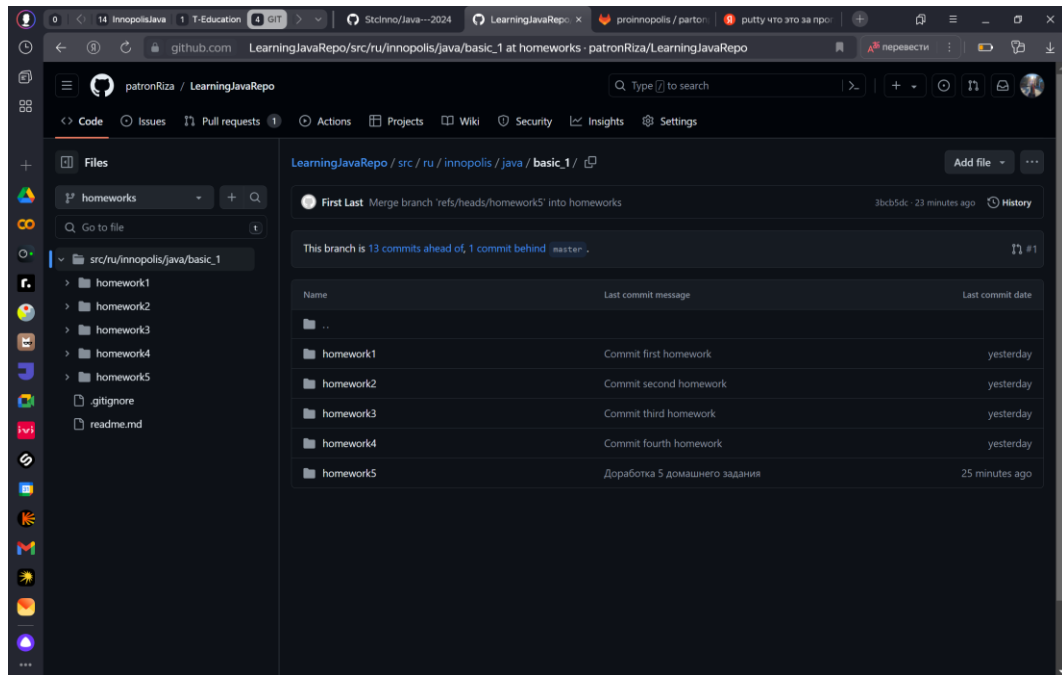 0 14 InnopolisJava 1 T-Education 4 GIT StcInno/Java---2024 LearningJavaRepo proinnopolis / patron putty что это за прог
github.com LearningJavaRepo/src/ru/innopolis/java/basic_1 at homeworks · patronRiza/LearningJavaRepo перевести
patronRiza / LearningJavaRepo Type / to search
Code Issues Pull requests 1 Actions Projects Wiki Security Insights Settings
Files LearningJavaRepo / src / ru / innopolis / java / basic_1 / Add file
homeworks First Last Merge branch 'refs/heads/homework5' into homeworks 3bcb5dc · 23 minutes ago History
Go to file t
This branch is 13 commits ahead of, 1 commit behind master . #1
src/ru/innopolis/java/basic_1
homework1
homework2
homework3
homework4
homework5
.gitignore
readme.md
Name Last commit message Last commit date
..
homework1 Commit first homework yesterday
homework2 Commit second homework yesterday
homework3 Commit third homework yesterday
homework4 Commit fourth homework yesterday
homework5 Доработка 5 домашнего задания 25 minutes ago